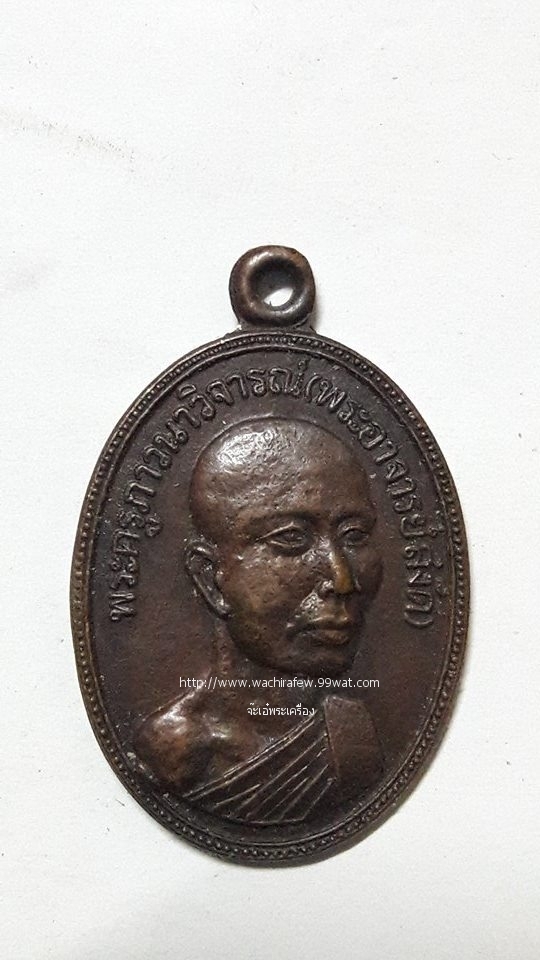 พระครูภาวนาวิจารณ์(พระอาจารย์สงัด)
http://www.wachirafew.99wat.com
จ๊ะเอ๋พระเครื่อง